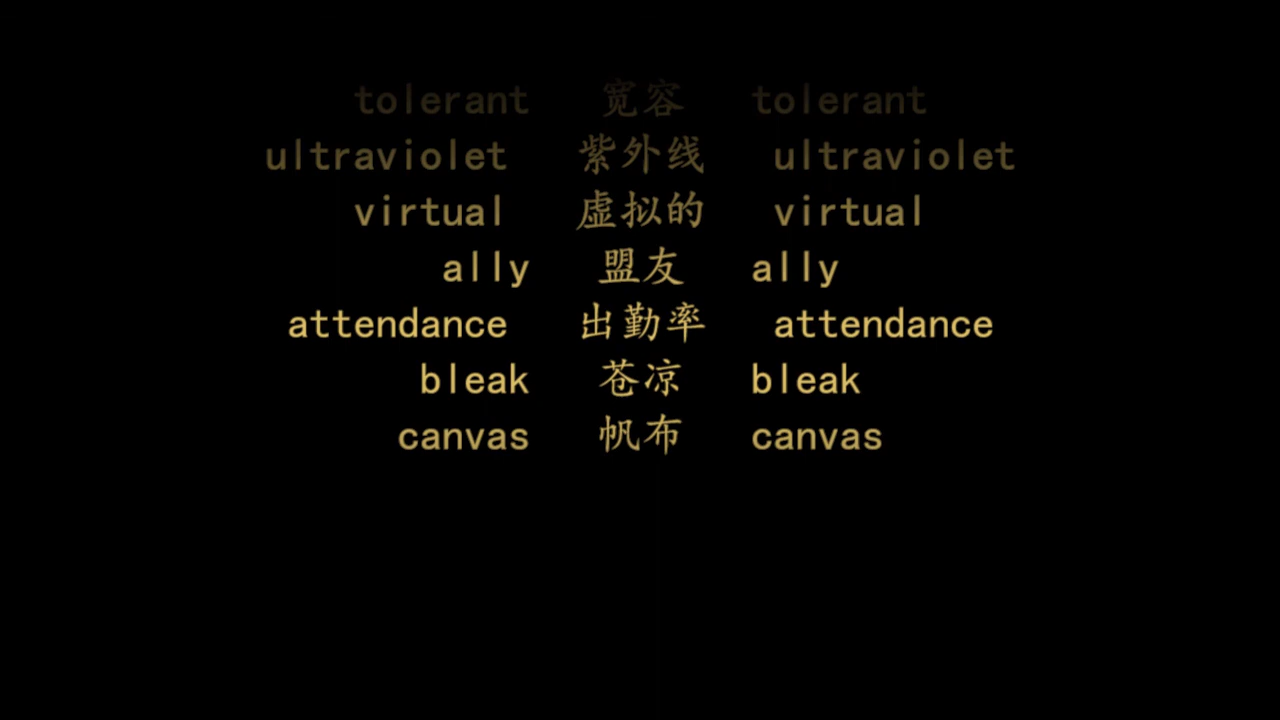 tolerant 宽容 tolerant
ultraviolet 紫外线 ultraviolet
virtual 虚拟的 virtual
ally 盟友 ally
attendance 出勤率 attendance
bleak 苍凉 bleak
canvas 帆布 canvas